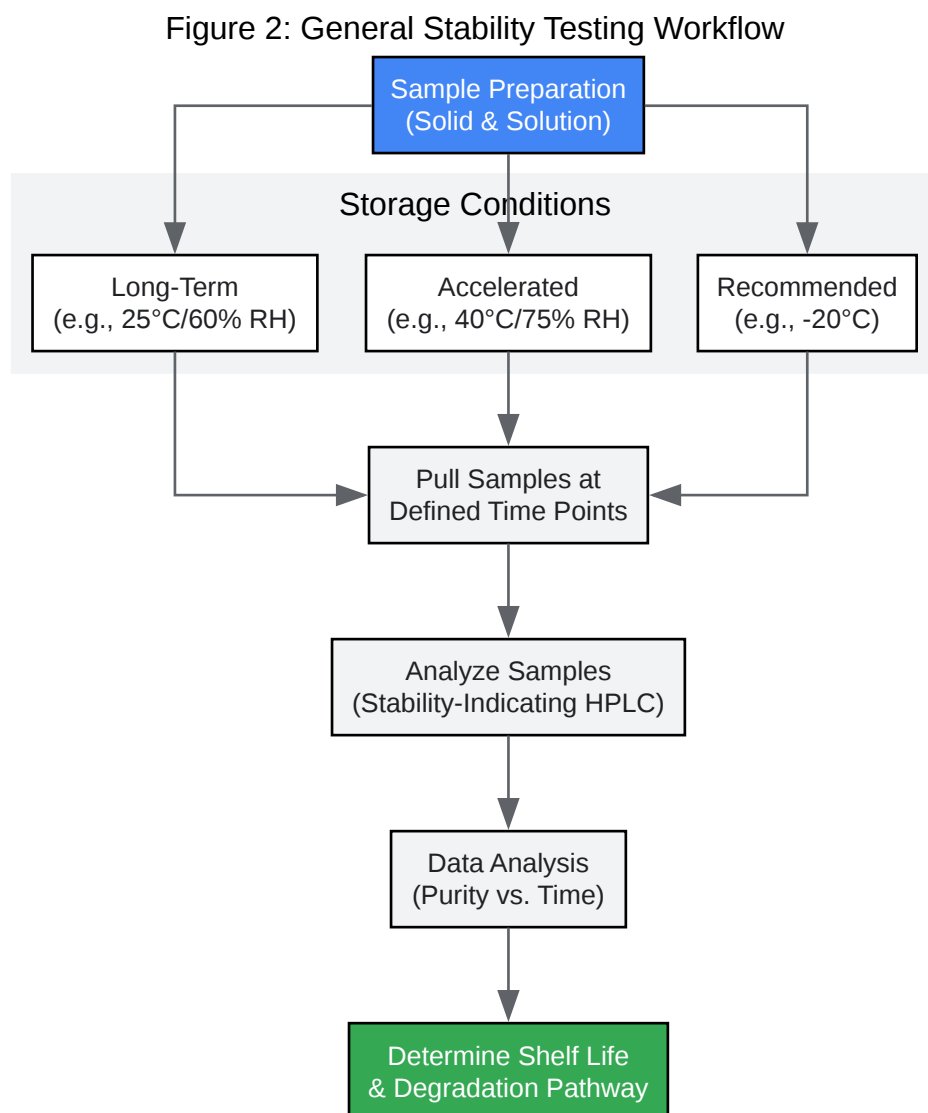 Figure 2: General Stability Testing Workflow
Sample Preparation
(Solid & Solution)
Storage Conditions
Long-Term
(e.g., 25°C/60% RH)
Accelerated
(e.g., 40°C/75% RH)
Recommended
(e.g., -20°C)
Pull Samples at
Defined Time Points
Analyze Samples
(Stability-Indicating HPLC)
Data Analysis
(Purity vs. Time)
Determine Shelf Life
& Degradation Pathway